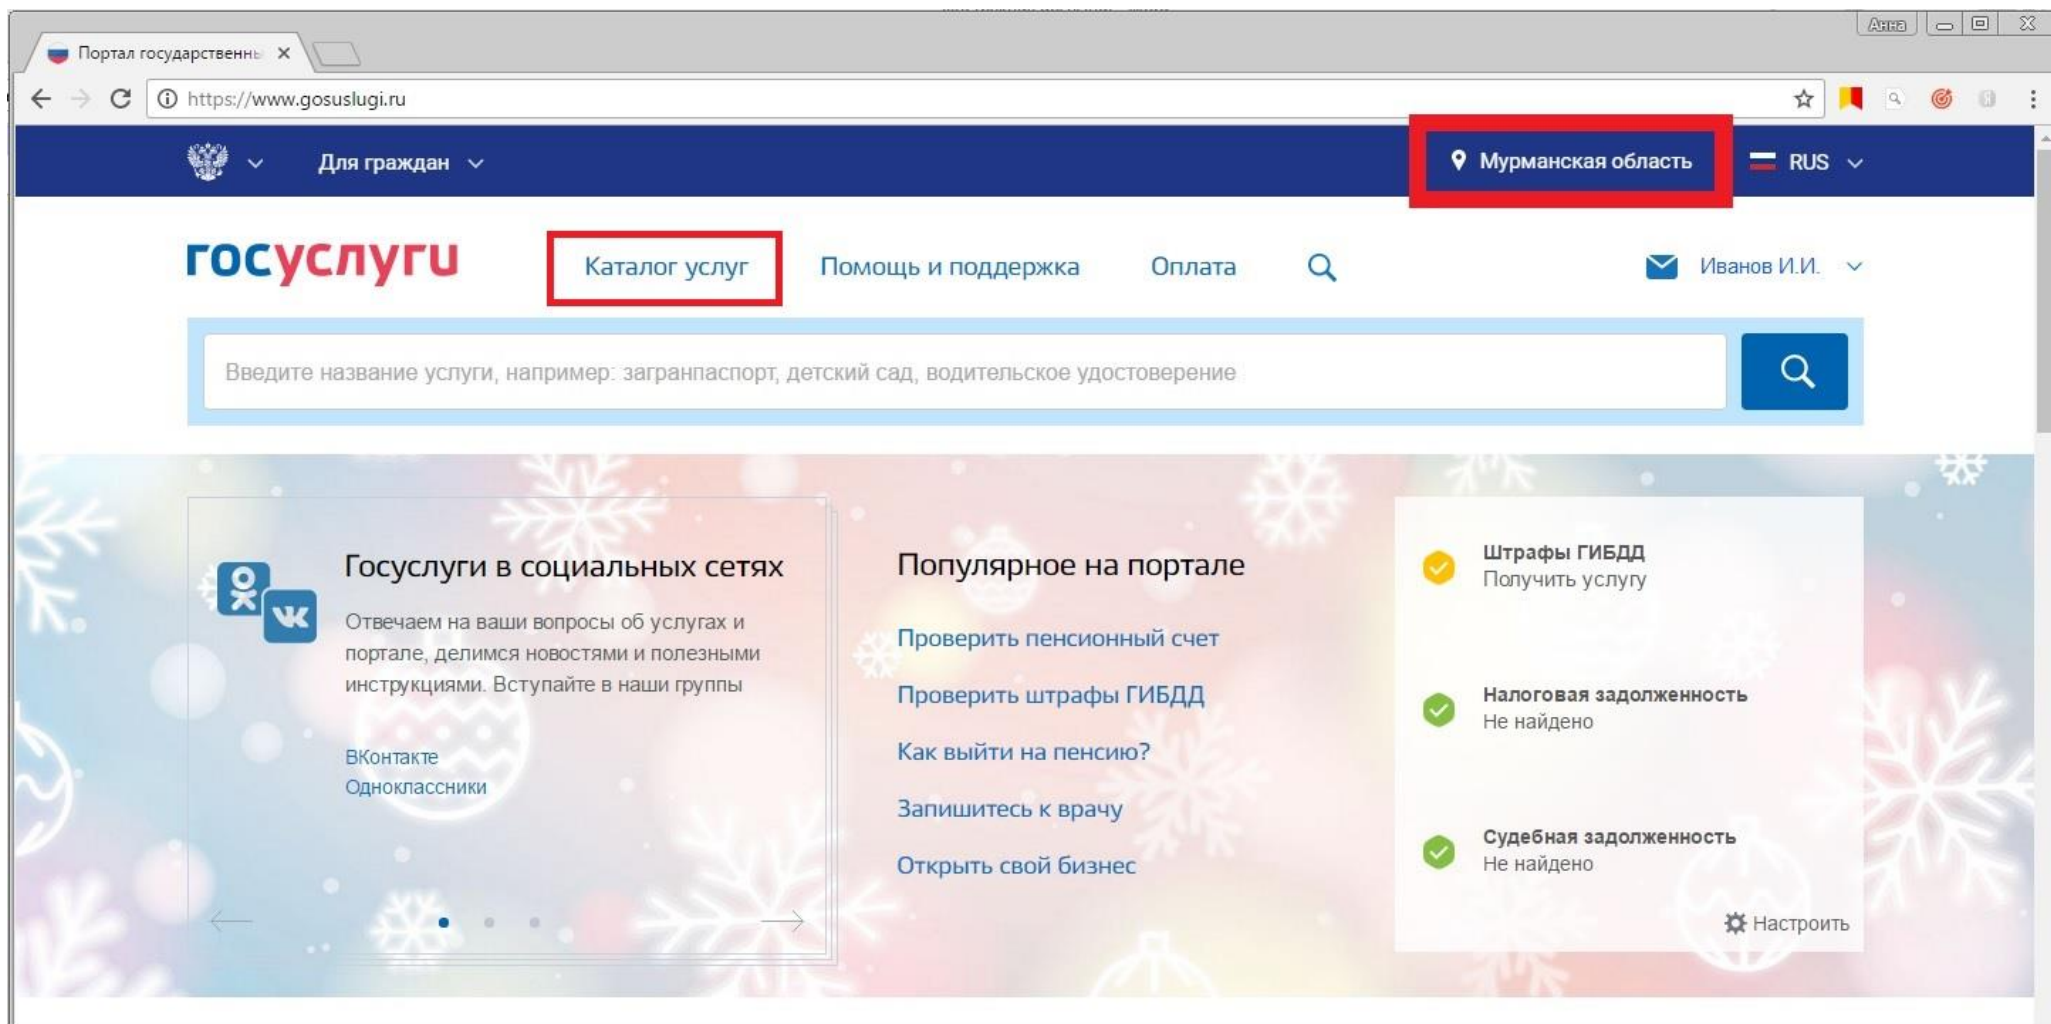 Анна
Портал государственны
https://www.gosuslugi.ru
Для граждан
Мурманская область
RUS
госуслуги
Каталог услуг
Помощь и поддержка
Оплата
Иванов И.И.
Введите название услуги, например: загранпаспорт, детский сад, водительское удостоверение
Госуслуги в социальных сетях
Отвечаем на ваши вопросы об услугах и
портале, делимся новостями и полезными
инструкциями. Вступайте в наши группы
ВКонтакте
Одноклассники
Популярное на портале
Проверить пенсионный счет
Проверить штрафы ГИБДД
Как выйти на пенсию?
Запишитесь к врачу
Открыть свой бизнес
Штрафы ГИБДД
Получить услугу
Налоговая задолженность
Не найдено
Судебная задолженность
Не найдено
Настроить